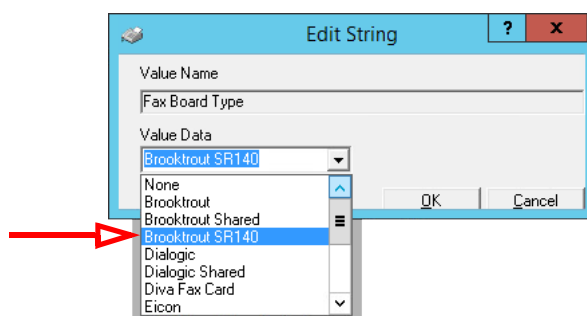 Edit String
?
x
Value Name
Fax Board Type
Value Data
Brooktrout SR140
None
Brooktrout
Brooktrout Shared
Brooktrout SR140
Dialogic
Dialogic Shared
Diva Fax Card
Eicon
OK
Cancel